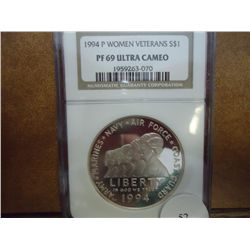 1994 P WOMEN VETERANS S$1
PF 69 ULTRA CAMEO
NUMISMATIC GUARANTY CORPORATION
1959263-070
ARMY · MARINES · NAVY · AIR FORCE · COAST GUARD
LIBERTY
IN GOD WE TRUST
1994
52